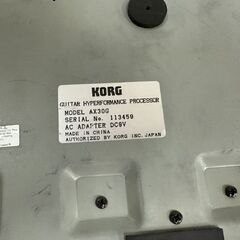 KORG
GUITAR HYPERFORMANCE PROCESSOR
MODEL AX30G
SERIAL No. 113459
AC ADAPTER DC9V
MADE IN CHINA
AUTHORIZED BY KORG INC. JAPAN